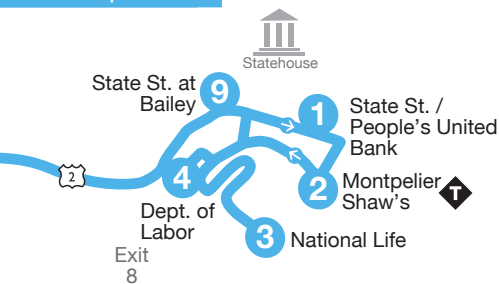 Statehouse
State St. at
Bailey
9
1
State St. /
People's United
Bank
2
4
2
Montpelier
Shaw's
T
Dept. of
Labor
3
National Life
Exit
8